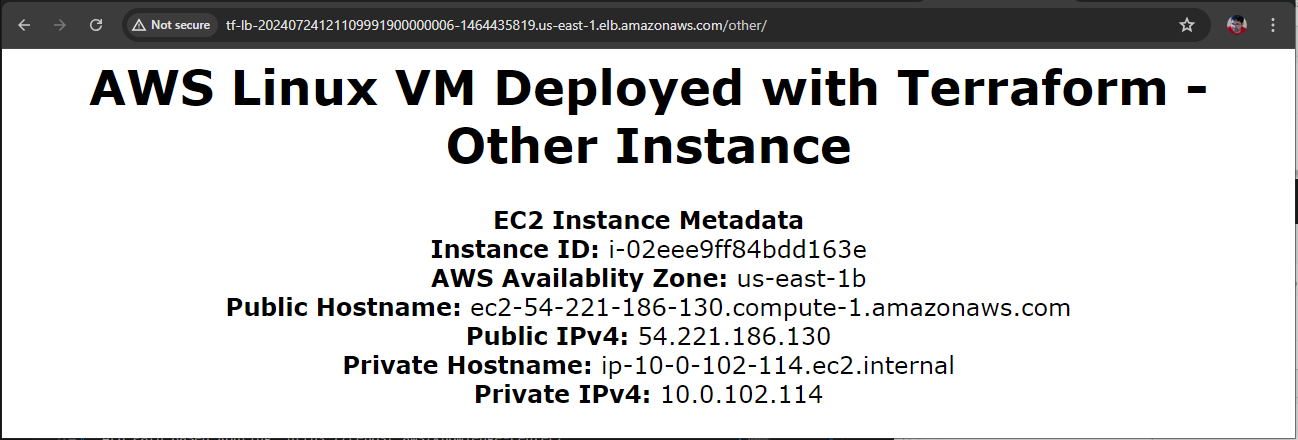 Not secure tf-lb-20240724121109991900000006-1464435819.us-east-1.elb.amazonaws.com/other/
AWS Linux VM Deployed with Terraform -
Other Instance
EC2 Instance Metadata
Instance ID: i-02eee9ff84bdd163e
AWS Availablity Zone: us-east-1b
Public Hostname: ec2-54-221-186-130.compute-1.amazonaws.com
Public IPv4: 54.221.186.130
Private Hostname: ip-10-0-102-114.ec2.internal
Private IPv4: 10.0.102.114